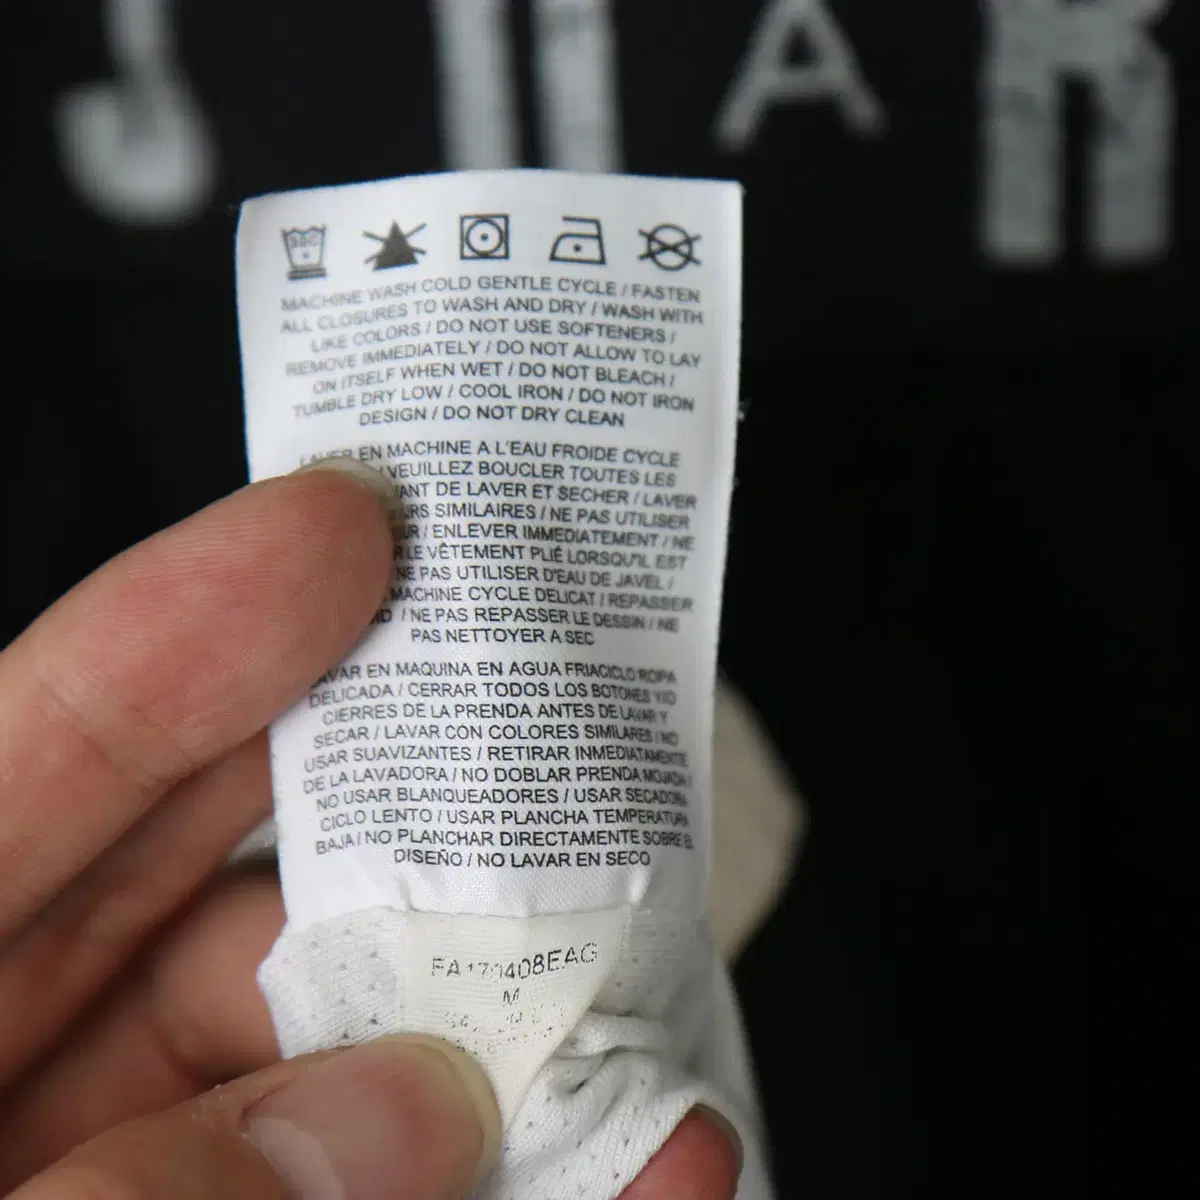 30C
MACHINE WASH COLD GENTLE CYCLE / FASTEN
ALL CLOSURES TO WASH AND DRY / WASH WITH
LIKE COLORS / DO NOT USE SOFTENERS /
REMOVE IMMEDIATELY / DO NOT ALLOW TO LAY
ON ITSELF WHEN WET / DO NOT BLEACH /
TUMBLE DRY LOW / COOL IRON / DO NOT IRON
DESIGN / DO NOT DRY CLEAN
LAVER EN MACHINE A L'EAU FROIDE CYCLE
/ VEUILLEZ BOUCLER TOUTES LES
DE LAVER ET SECHER / LAVER
SIMILAIRES / NE PAS UTILISER
/ ENLEVER IMMEDIATEMENT / NE
LE VÊTEMENT PLIÉ LORSQU'IL EST
NE PAS UTILISER D'EAU DE JAVEL /
MACHINE CYCLE DELICAT / REPASSER
/ NE PAS REPASSER LE DESSIN / NE
PAS NETTOYER A SEC
LAVAR EN MAQUINA EN AGUA FRIACICLO ROPA
DELICADA / CERRAR TODOS LOS BOTONES Y/O
CIERRES DE LA PRENDA ANTES DE LAVAR Y
SECAR / LAVAR CON COLORES SIMILARES / NO
USAR SUAVIZANTES / RETIRAR INMEDIATAMENTE
DE LA LAVADORA / NO DOBLAR PRENDA MOJADA /
NO USAR BLANQUEADORES / USAR SECADORA
CICLO LENTO / USAR PLANCHA TEMPERATURA
BAJA / NO PLANCHAR DIRECTAMENTE SOBRE EL
DISEÑO / NO LAVAR EN SECO
FA170408EAG
M